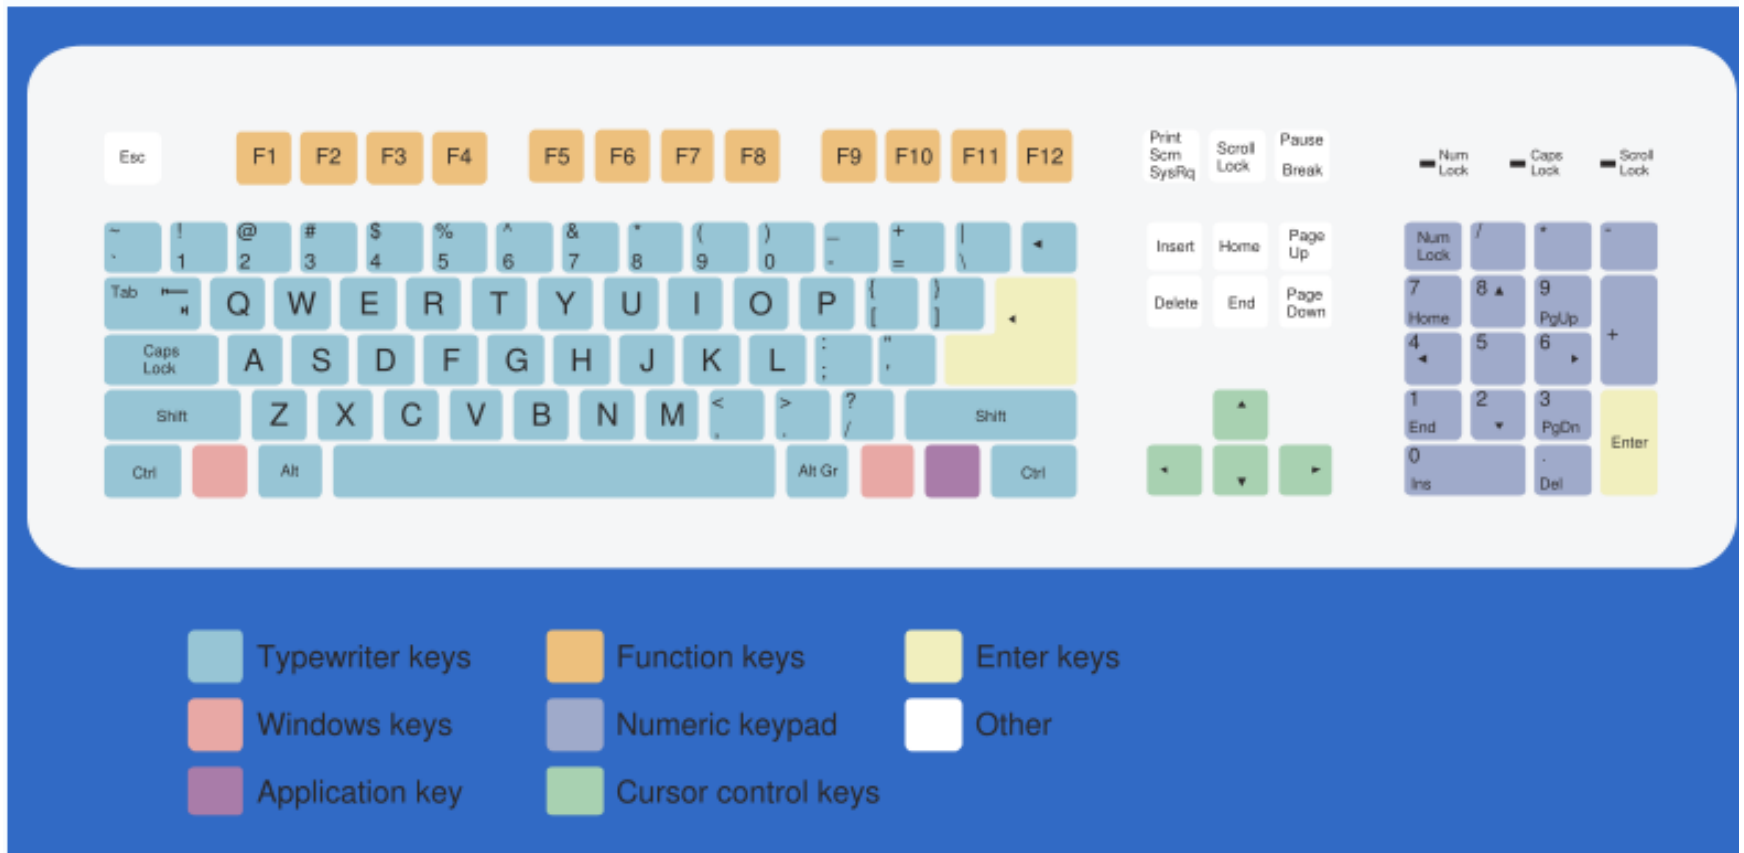 Esc F1 F2 F3 F4 F5 F6 F7 F8 F9 F10 F11 F12
Print
Scrn
SysRq
Scroll
Lock
Pause
Break
Num
Lock
Caps
Lock
Scroll
Lock
~ ! @ # $ % ^ & * ( ) _ + |
` 1 2 3 4 5 6 7 8 9 0 - = \ ◄
Insert Home Page
Up
Num
Lock
/ * -
Tab Q W E R T Y U I O P { }
[ ]
◄
Delete End Page
Down
7 8 ▲ 9
Home PgUp
+
Caps
Lock
A S D F G H J K L : "
; '
4 ◄ 5 6 ►
Shift Z X C V B N M < > ?
, . /
Shift
▲
1 2 3
End ▼ PgDn
Enter
Ctrl Alt Alt Gr Ctrl
◄ ▼ ►
0 .
Ins Del
Typewriter keys Function keys Enter keys
Windows keys Numeric keypad Other
Application key Cursor control keys